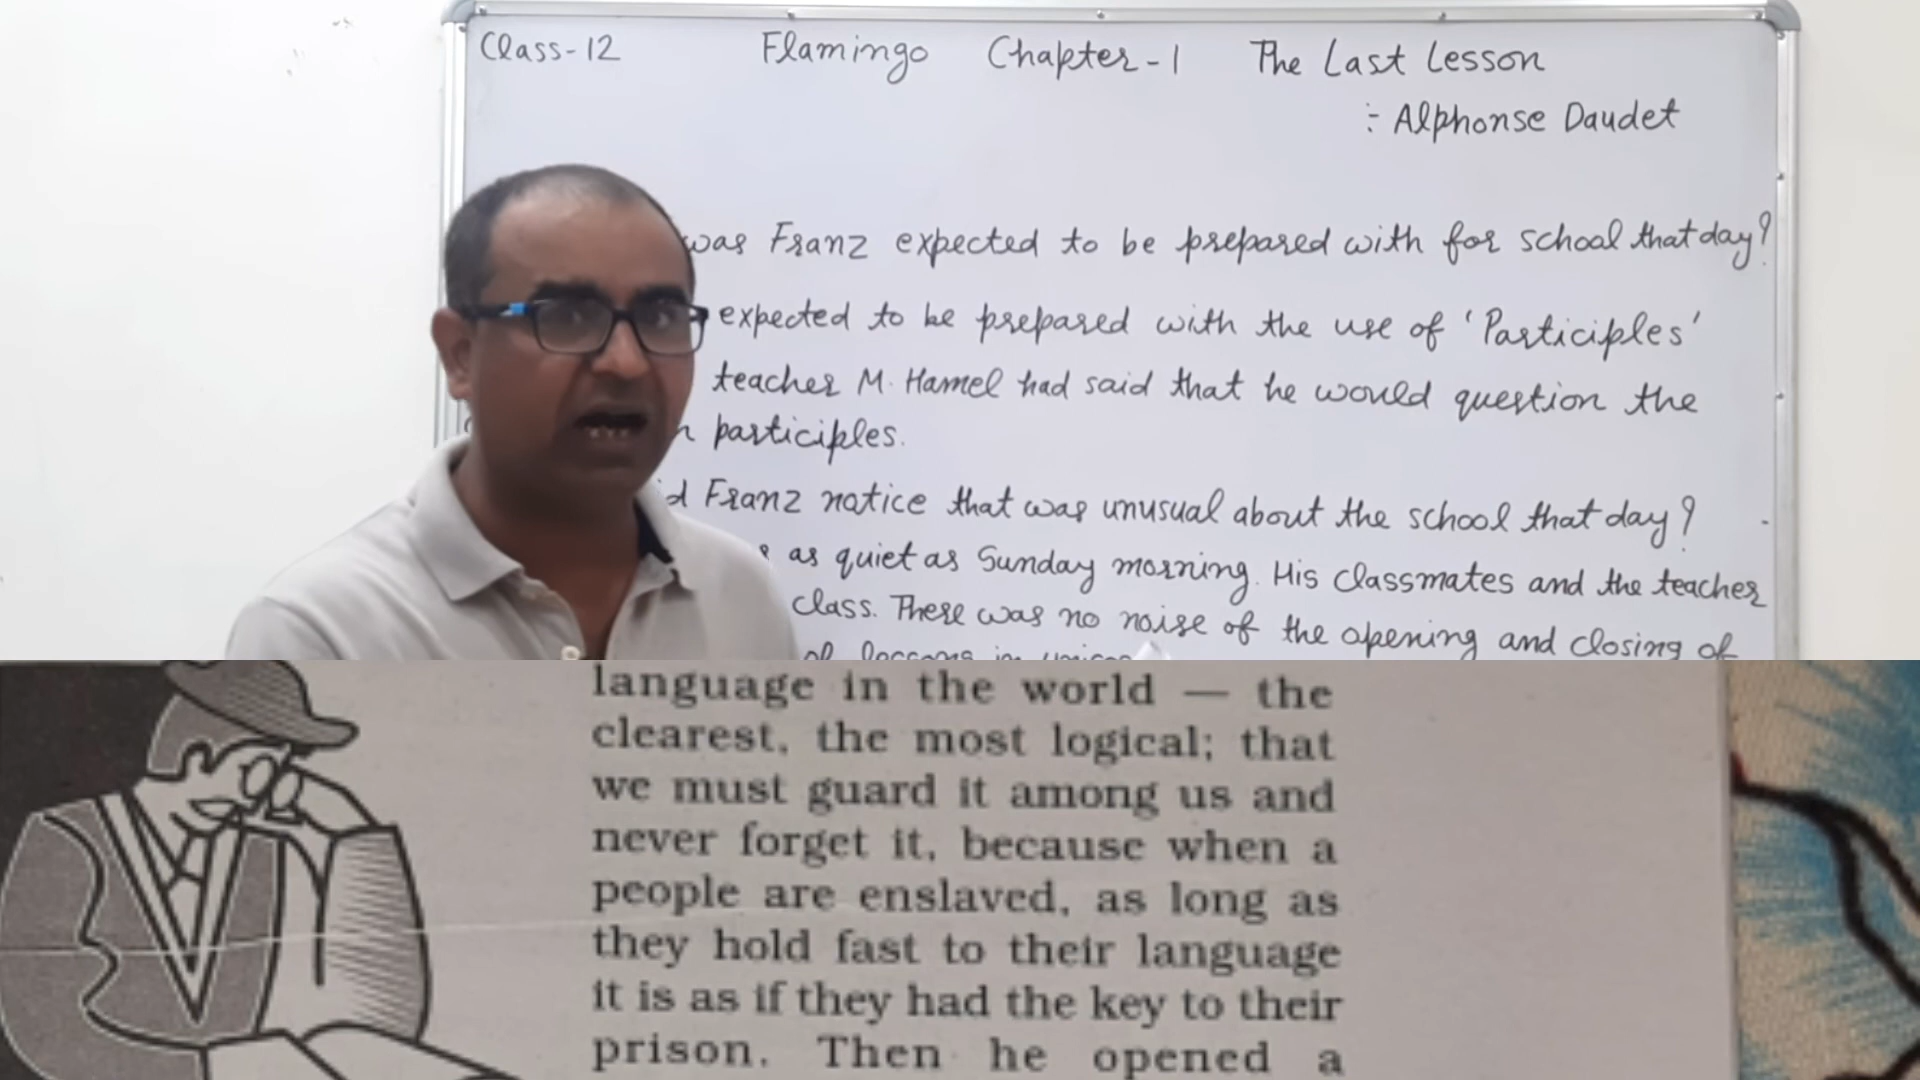 Class-12 Flamingo Chapter-1 The Last Lesson
:- Alphonse Daudet
was Franz expected to be prepared with for school that day?
expected to be prepared with the use of 'Participles'
teacher M. Hamel had said that he would question the
participles.
Franz notice that was unusual about the school that day?
as quiet as Sunday morning. His classmates and the teacher
class. There was no noise of the opening and closing of
of lessons in
language in the world — the
clearest, the most logical; that
we must guard it among us and
never forget it, because when a
people are enslaved, as long as
they hold fast to their language
it is as if they had the key to their
prison. Then he opened a